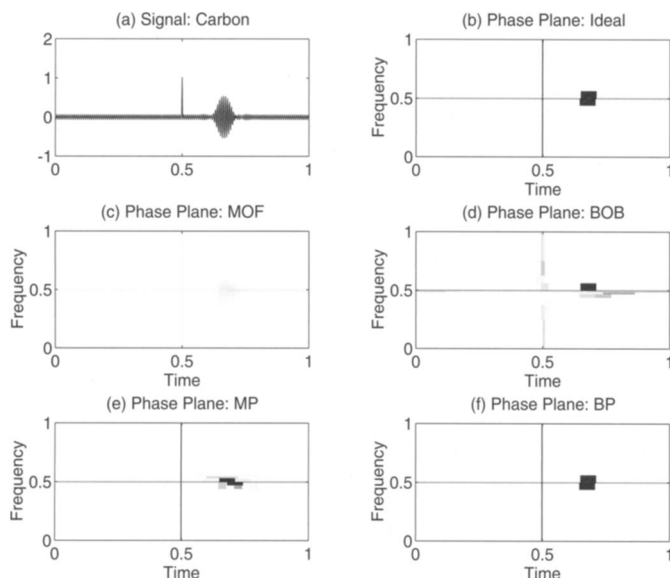 (a) Signal: Carbon
2
1
0
-1
0
0.5
1
(b) Phase Plane: Ideal
1
0.5
0
Frequency
0
0.5
1
Time
(c) Phase Plane: MOF
1
0.5
0
Frequency
0
0.5
1
Time
(d) Phase Plane: BOB
1
0.5
0
Frequency
0
0.5
1
Time
(e) Phase Plane: MP
1
0.5
0
Frequency
0
0.5
1
Time
(f) Phase Plane: BP
1
0.5
0
Frequency
0
0.5
1
Time